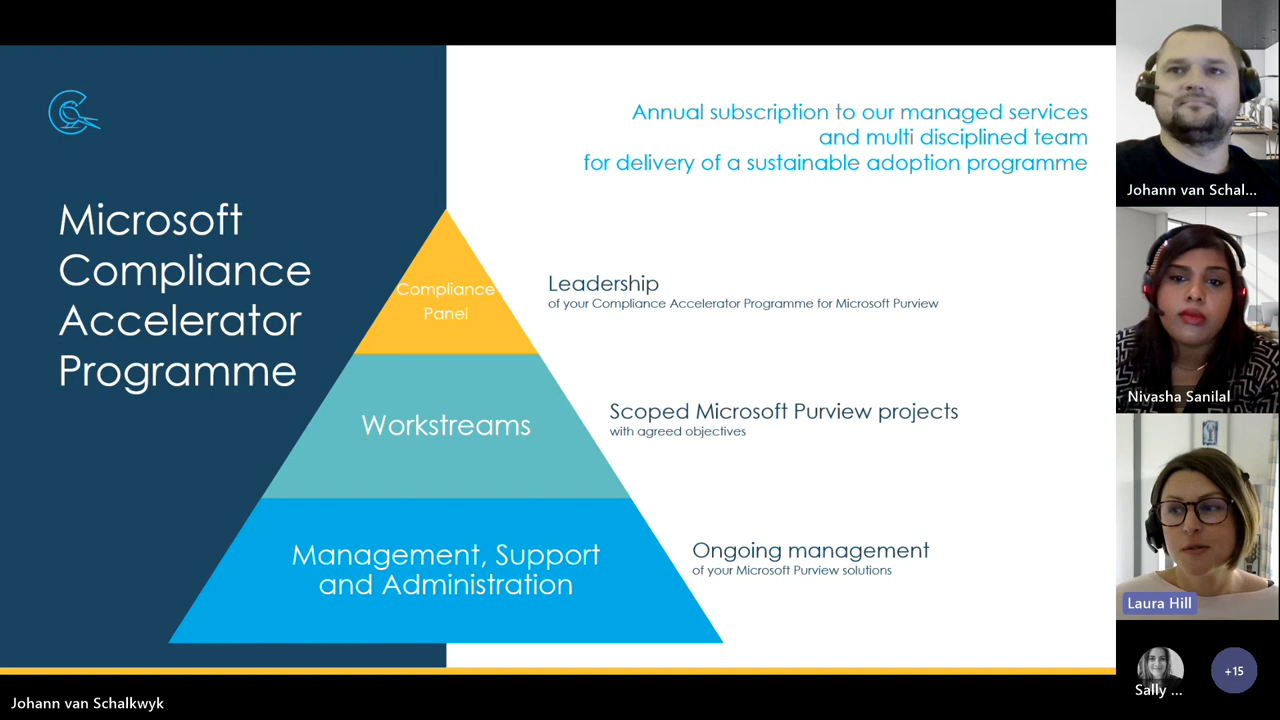 Microsoft
Compliance
Accelerator
Programme
Annual subscription to our managed services
and multi disciplined team
for delivery of a sustainable adoption programme
Compliance
Panel
Leadership
of your Compliance Accelerator Programme for Microsoft Purview
Workstreams
Scoped Microsoft Purview projects
with agreed objectives
Management, Support
and Administration
Ongoing management
of your Microsoft Purview solutions
Johann van Schal...
Nivasha Sanilal
Laura Hill
Sally ...
+15
Johann van Schalkwyk